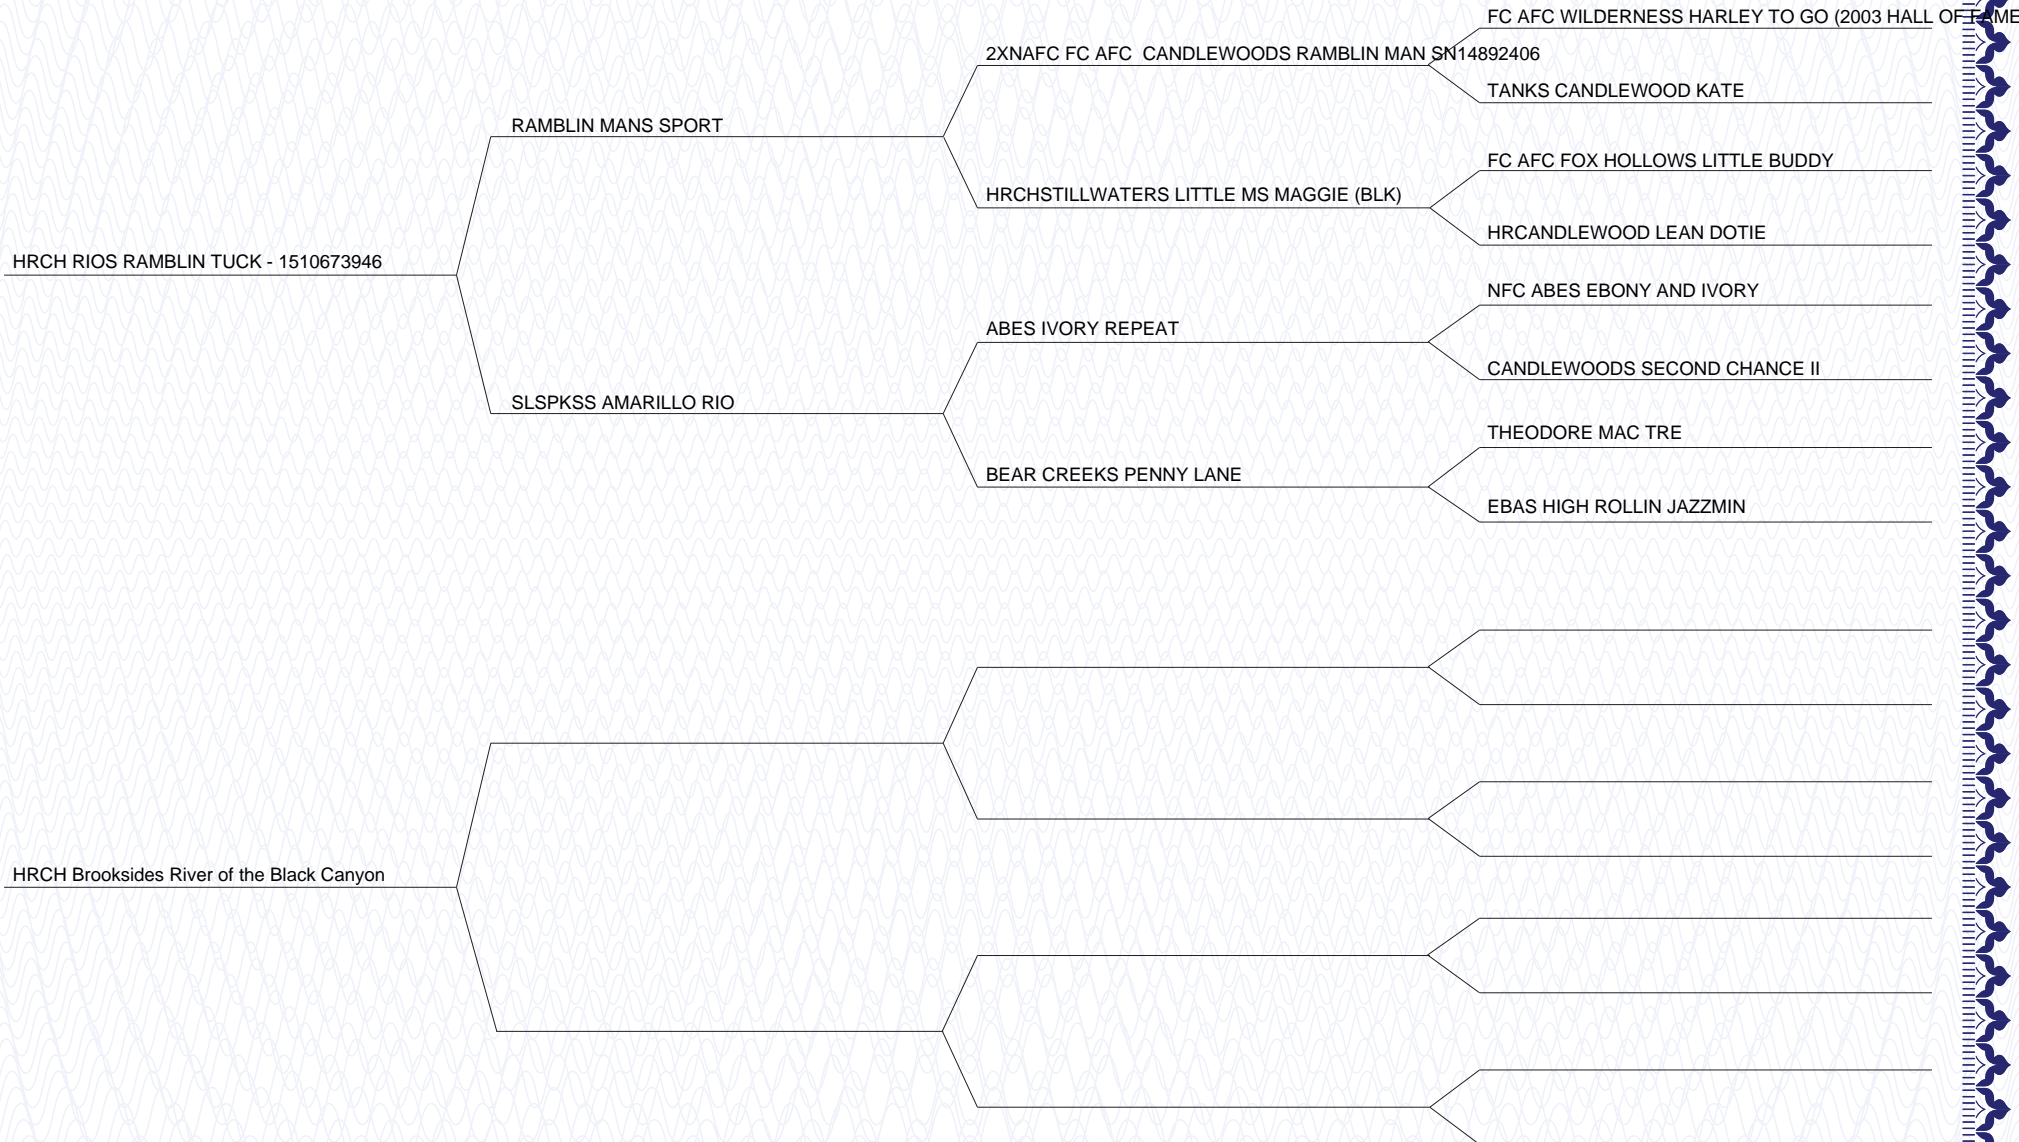 FC AFC WILDERNESS HARLEY TO GO (2003 HALL OF FAME
2XNAFC FC AFC  CANDLEWOODS RAMBLIN MAN SN14892406
TANKS CANDLEWOOD KATE
RAMBLIN MANS SPORT
FC AFC FOX HOLLOWS LITTLE BUDDY
HRCHSTILLWATERS LITTLE MS MAGGIE (BLK)
HRCANDLEWOOD LEAN DOTIE
HRCH RIOS RAMBLIN TUCK - 1510673946
NFC ABES EBONY AND IVORY
ABES IVORY REPEAT
CANDLEWOODS SECOND CHANCE II
SLSPKSS AMARILLO RIO
THEODORE MAC TRE
BEAR CREEKS PENNY LANE
EBAS HIGH ROLLIN JAZZMIN
HRCH Brooksides River of the Black Canyon